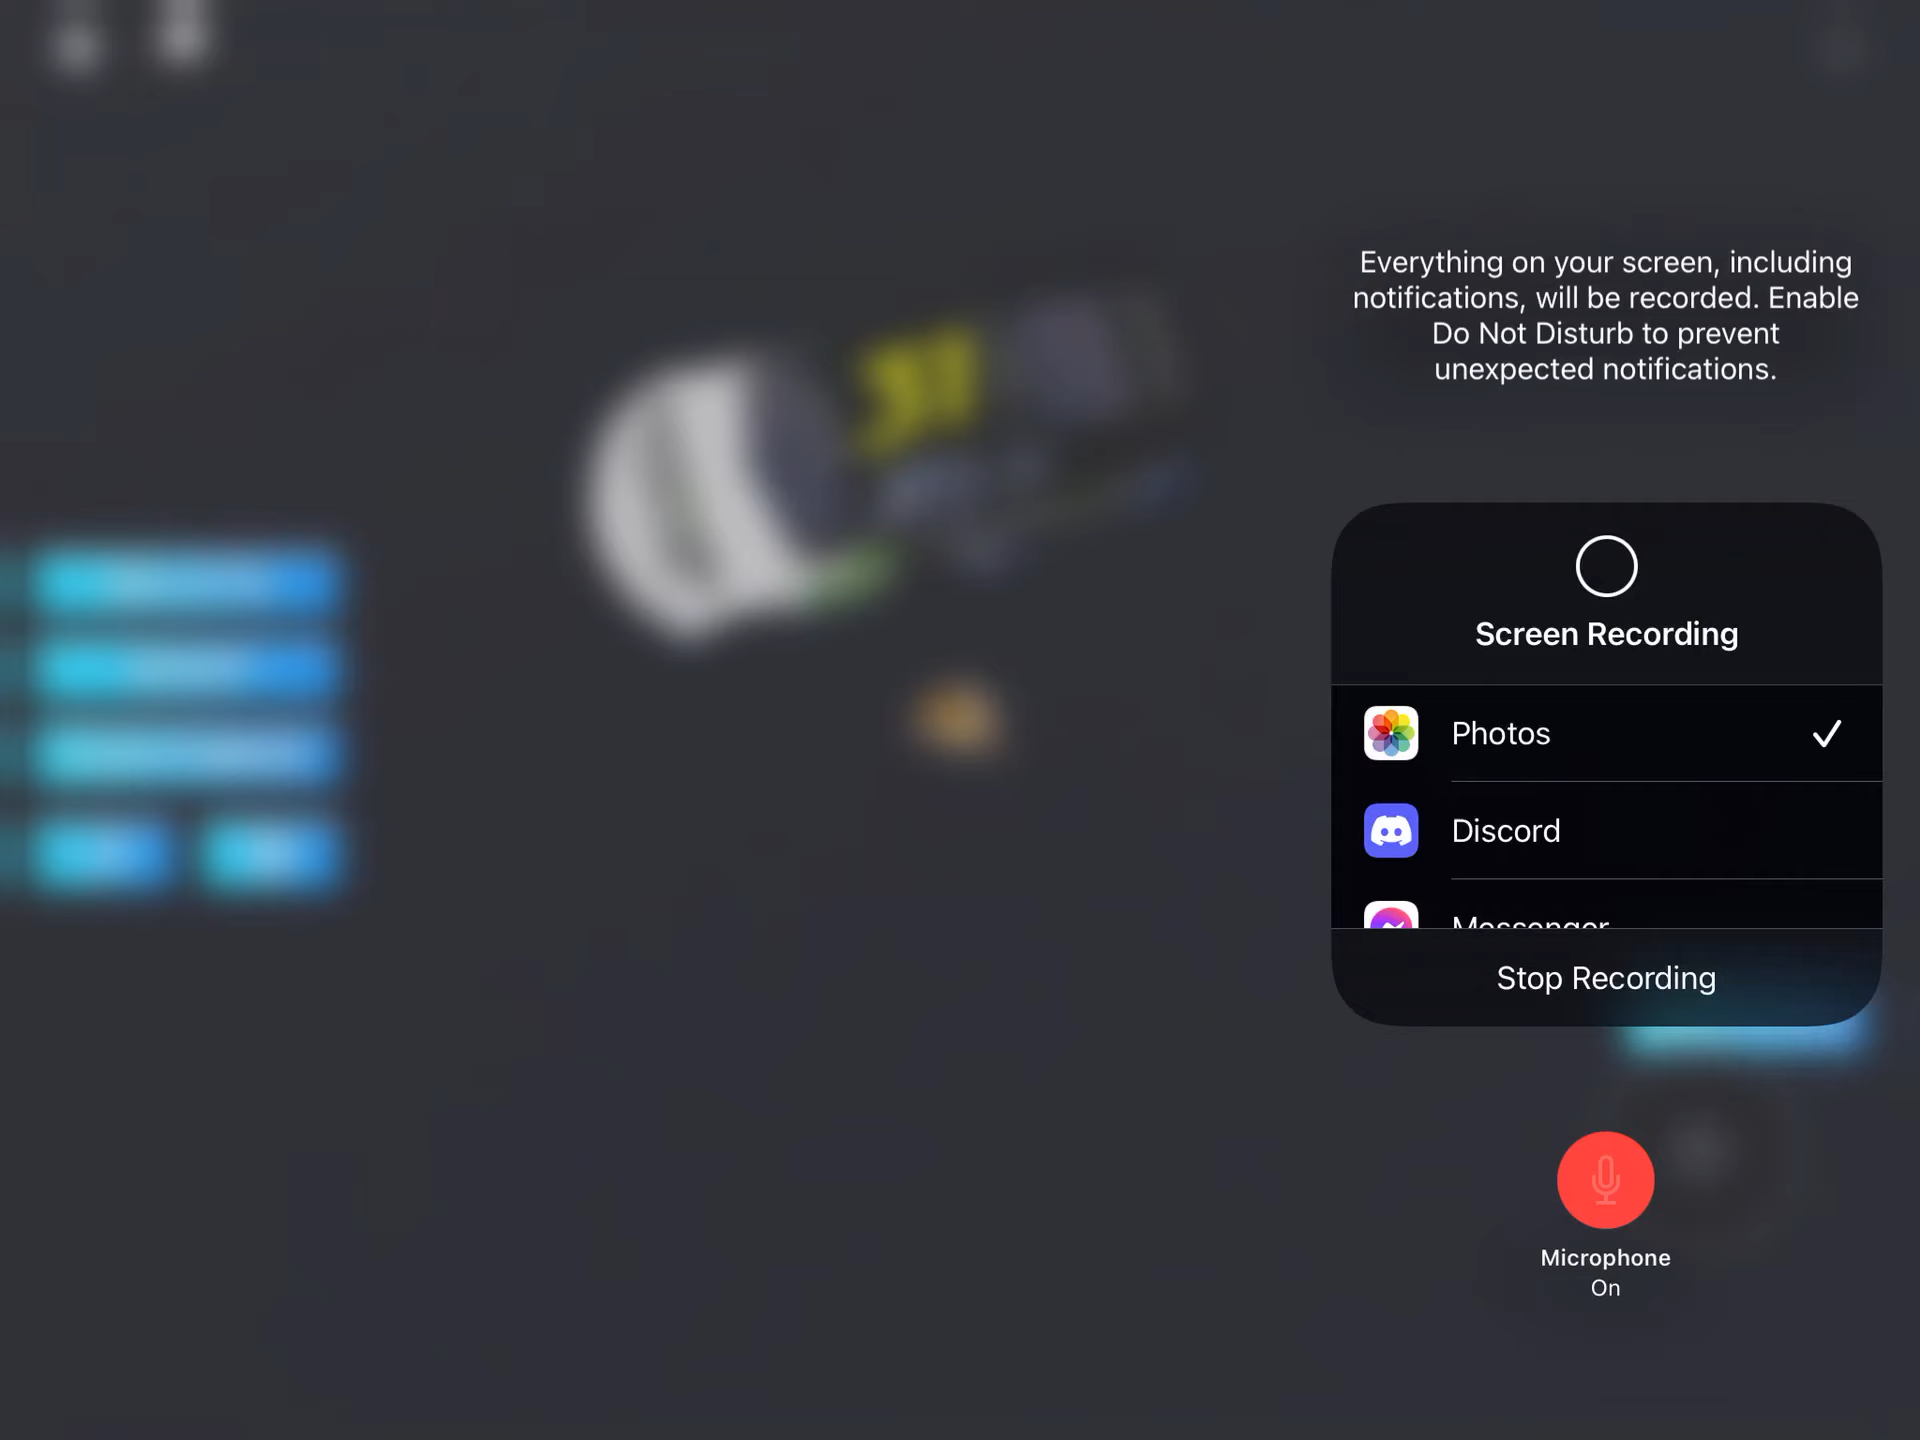 Everything on your screen, including
notifications, will be recorded. Enable
Do Not Disturb to prevent
unexpected notifications.
Screen Recording
Photos
Discord
Messenger
Stop Recording
Microphone
On